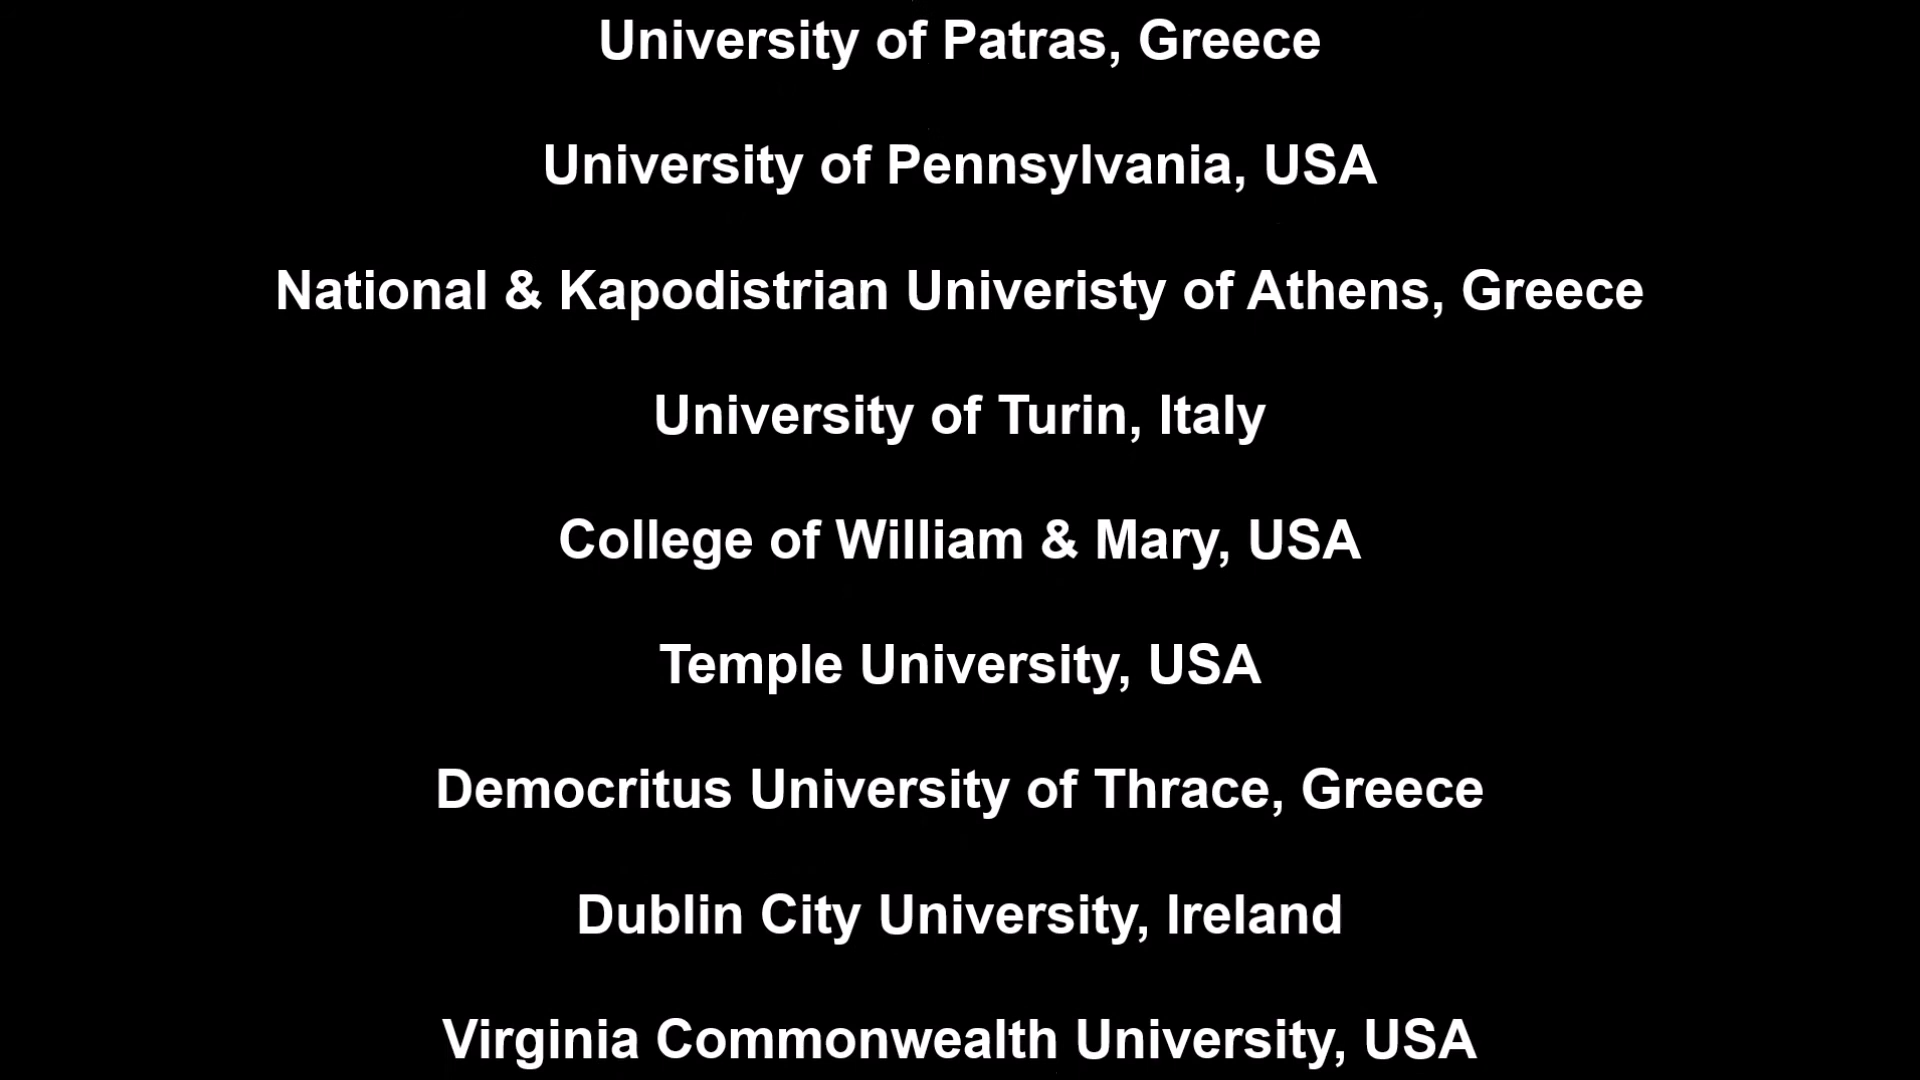 University of Patras, Greece
University of Pennsylvania, USA
National & Kapodistrian Univeristy of Athens, Greece
University of Turin, Italy
College of William & Mary, USA
Temple University, USA
Democritus University of Thrace, Greece
Dublin City University, Ireland
Virginia Commonwealth University, USA